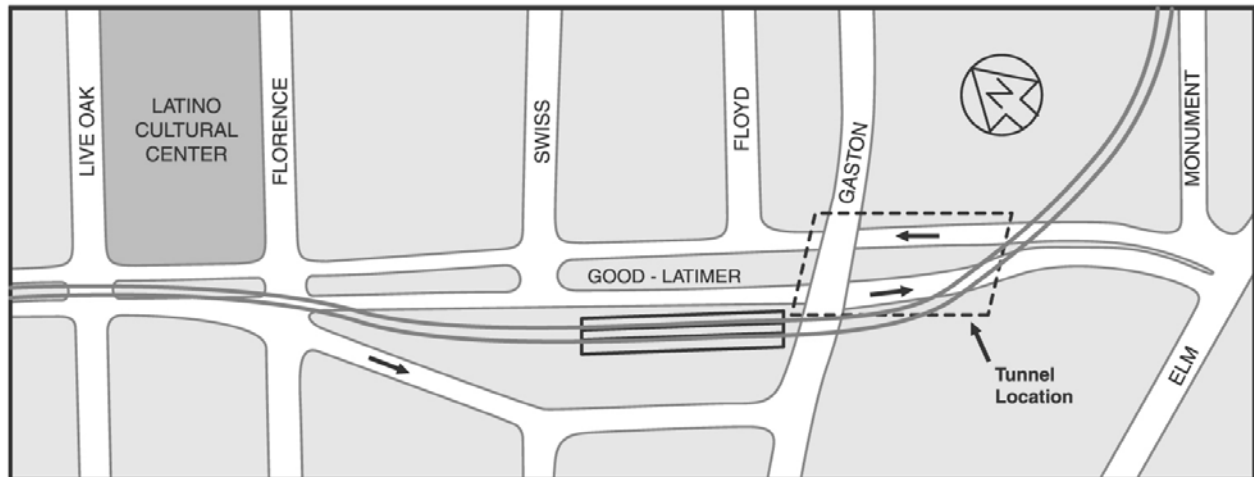 LIVE OAK
LATINO
CULTURAL
CENTER
FLORENCE
SWISS
FLOYD
GASTON
N
MONUMENT
GOOD - LATIMER
ELM
Tunnel
Location